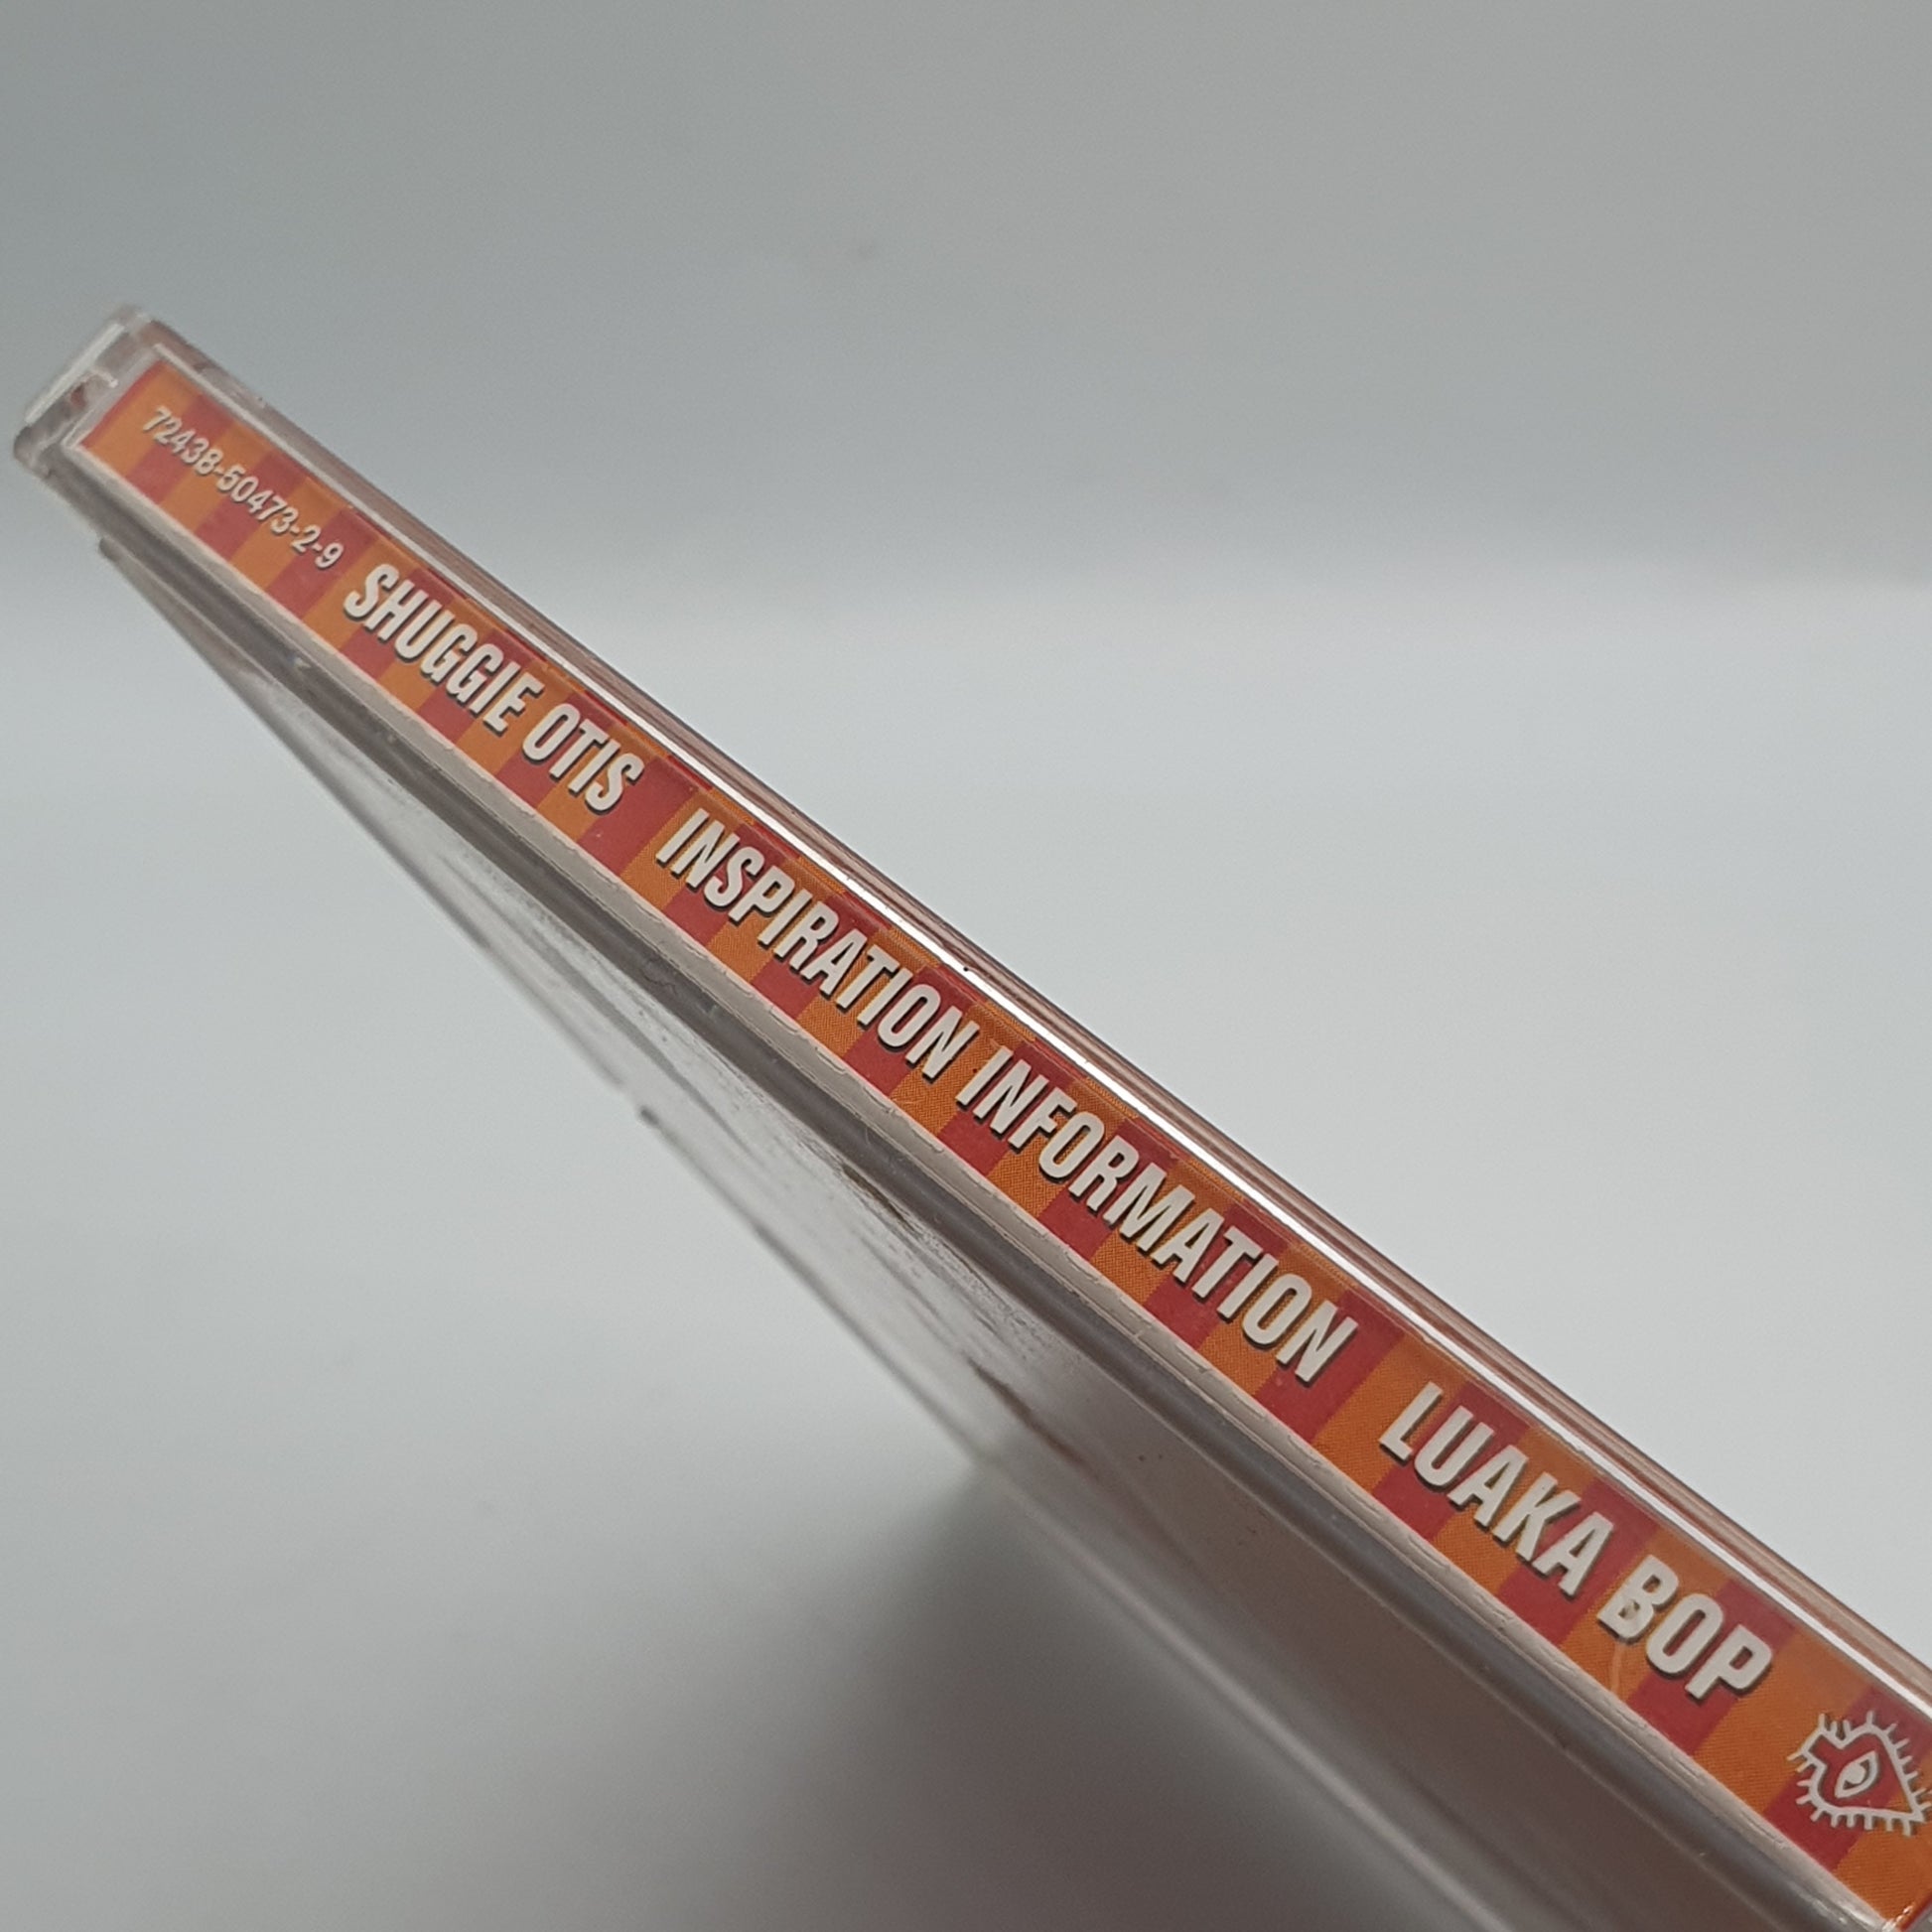 72438-50473-2-9 SHUGGIE OTIS INSPIRATION INFORMATION LUAKA BOP